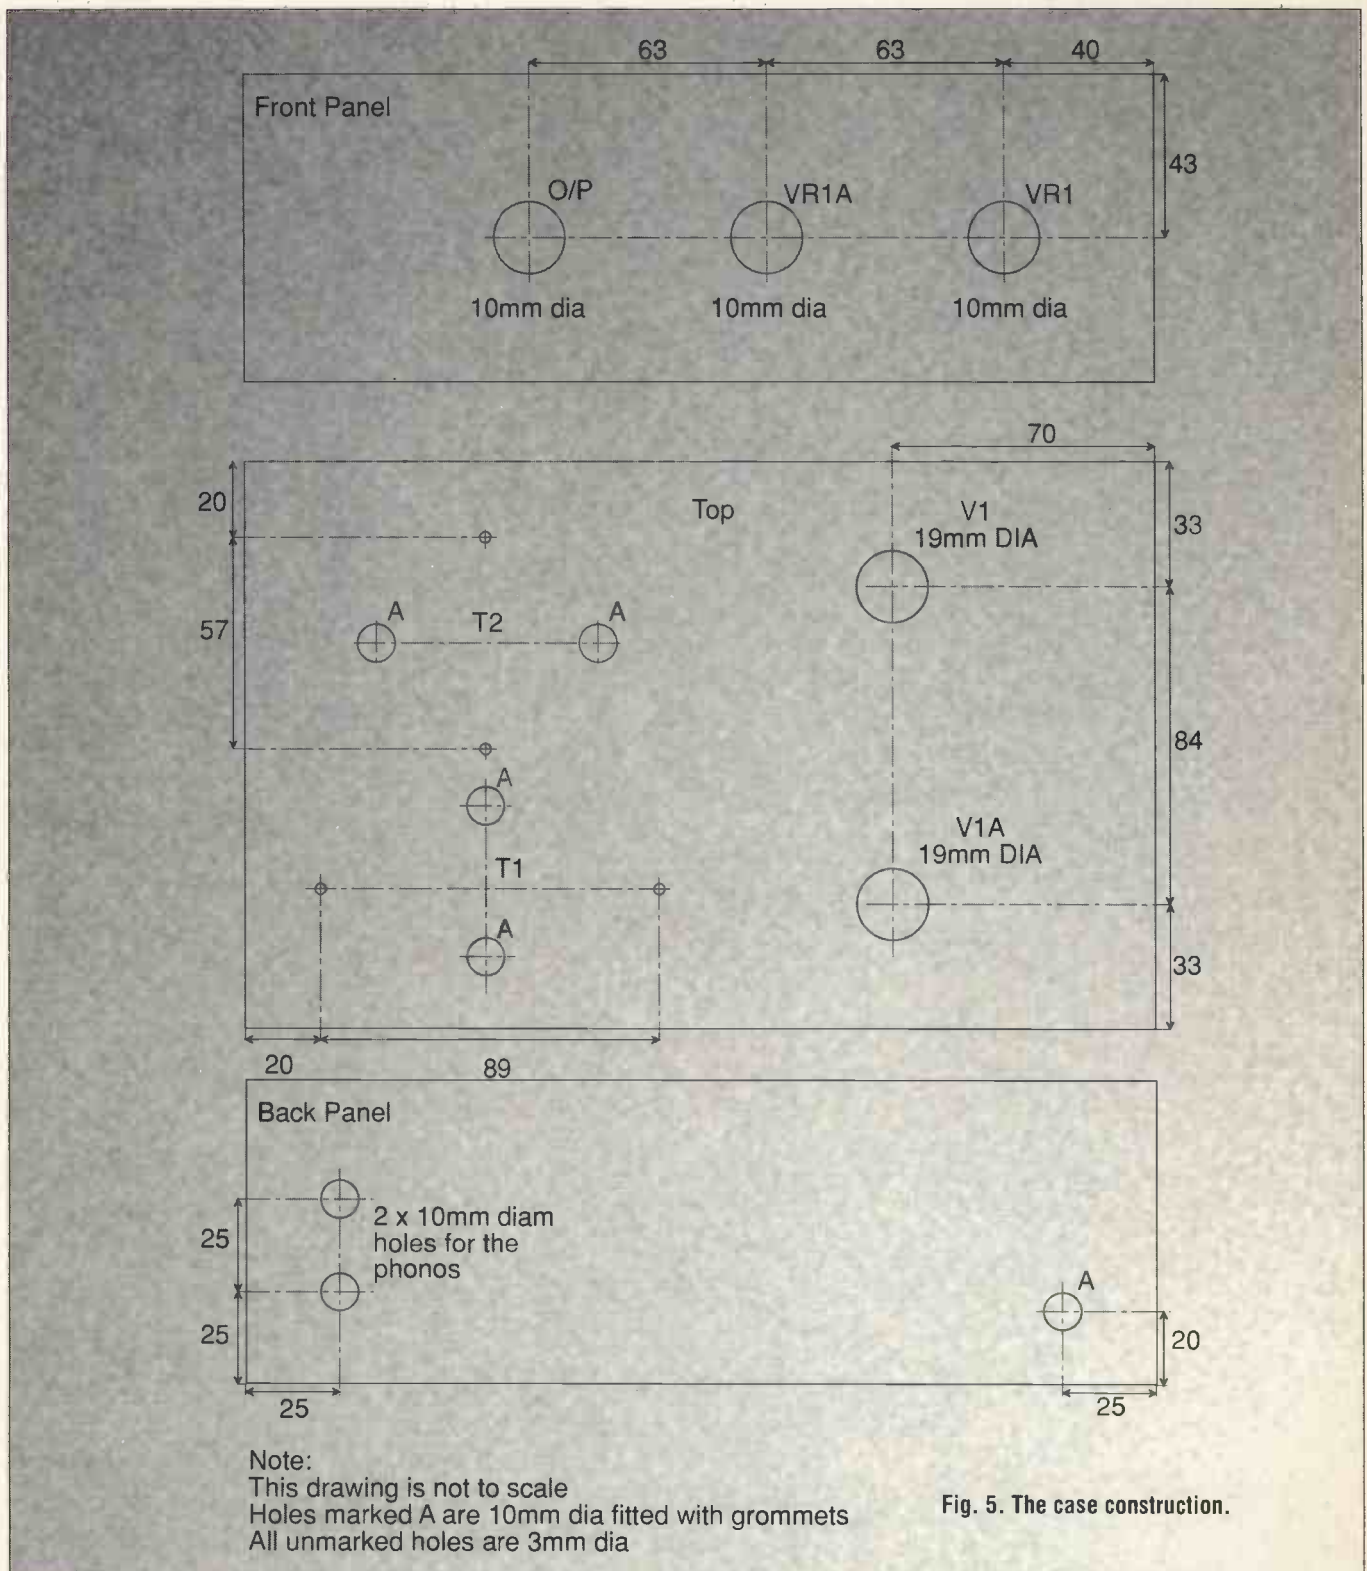 63
63
40
Front Panel
43
O/P
VR1A
VR1
10mm dia
10mm dia
10mm dia
70
20
Top
V1
19mm DIA
33
A
T2
A
57
84
A
V1A
19mm DIA
T1
A
33
20
89
Back Panel
25
2 x 10mm diam
holes for the
phonos
A
25
20
25
25
Note:
This drawing is not to scale
Holes marked A are 10mm dia fitted with grommets
All unmarked holes are 3mm dia
Fig. 5. The case construction.